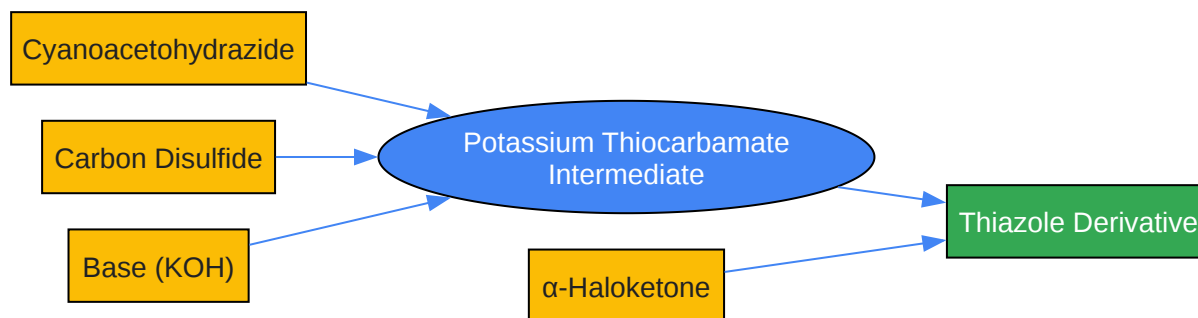 Cyanoacetohydrazide
Carbon Disulfide
Base (KOH)
Potassium Thiocarbamate
Intermediate
α-Haloketone
Thiazole Derivative